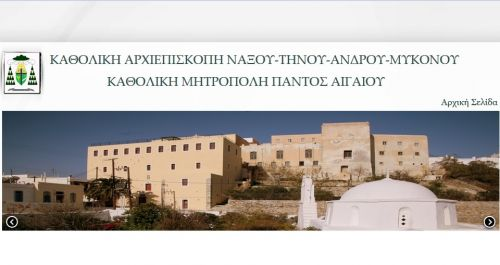 ΚΑΘΟΛΙΚΗ ΑΡΧΙΕΠΙΣΚΟΠΗ ΝΑΞΟΥ-ΤΗΝΟΥ-ΑΝΔΡΟΥ-ΜΥΚΟΝΟΥ
ΚΑΘΟΛΙΚΗ ΜΗΤΡΟΠΟΛΗ ΠΑΝΤΟΣ ΑΙΓΑΙΟΥ
Αρχική Σελίδα